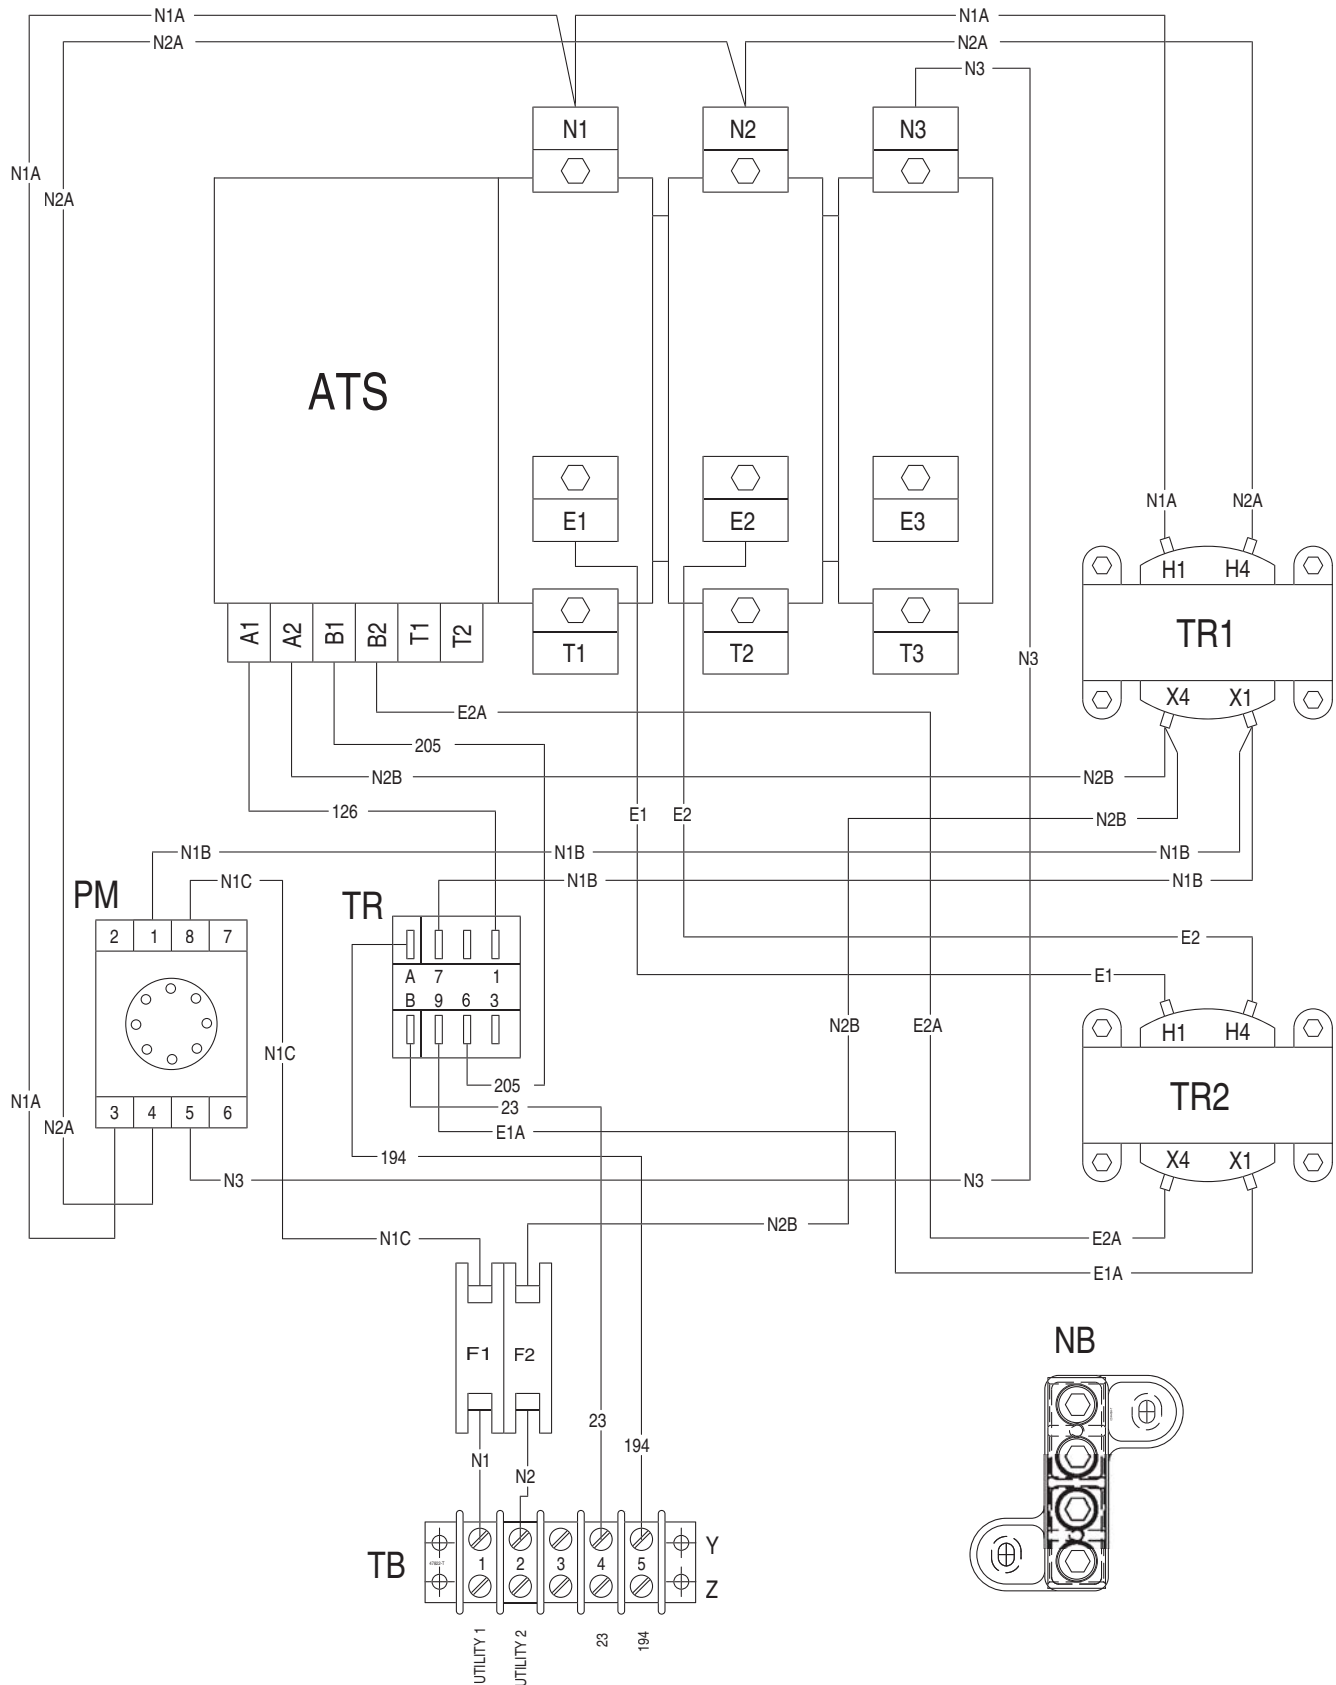 N1A N1A
N2A N2A
N3
N1 N2 N3
N1A
N2A
ATS
N1A N2A
E1 E2 E3
H1 H4
A1 A2 B1 B2 T1 T2
TR1
T1 T2 T3
N3
X4 X1
E2A
205
N2B N2B
126 E1 E2 N2B
N1B N1B N1B
N1C N1B N1B
PM TR
2 1 8 7
E2
A 7 1
E1
B 9 6 3
N2B E2A
H1 H4
N1C
205
TR2
N1A
23
3 4 5 6
N2A
E1A
194
X4 X1
N3 N3
N2B
N1C E2A
E1A
NB
F1 F2
23
194
N1
N2
Y
TB
1 2 3 4 5
Z
UTILITY 1
UTILITY 2
23
194